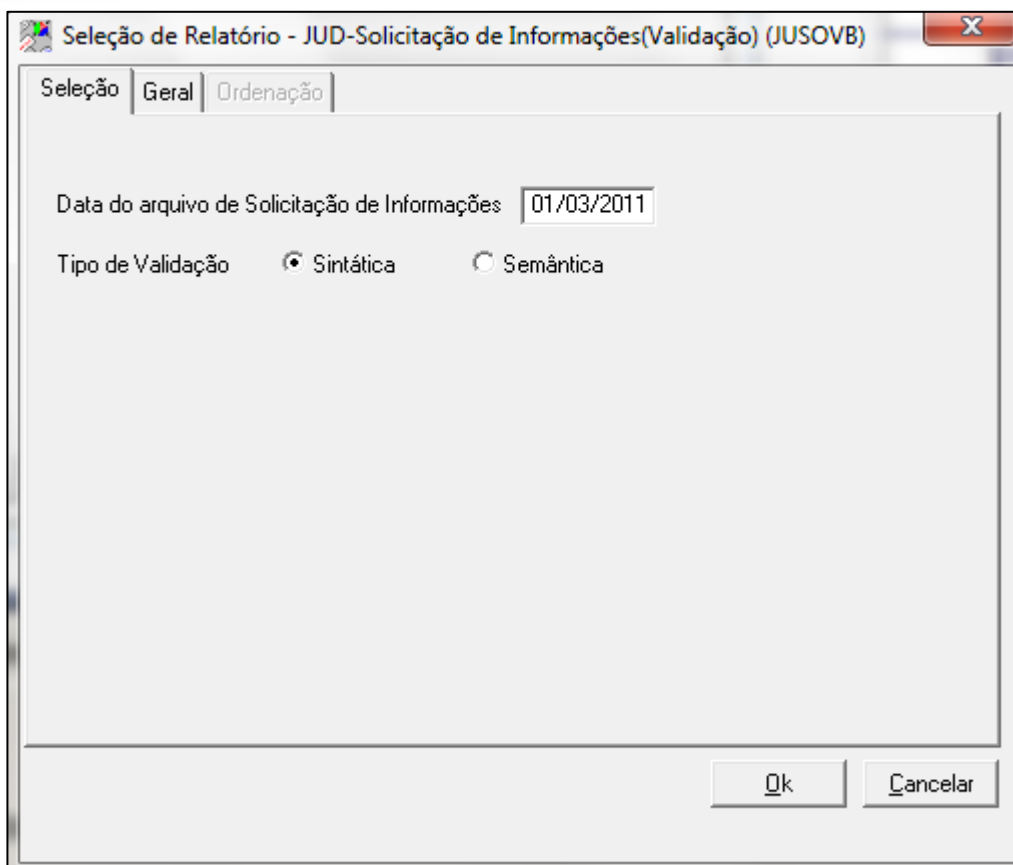 Seleção de Relatório - JUD-Solicitação de Informações(Validação) (JUSOVB)
Seleção Geral Ordenação
Data do arquivo de Solicitação de Informações 01/03/2011
Tipo de Validação Sintática Semântica
Ok Cancelar